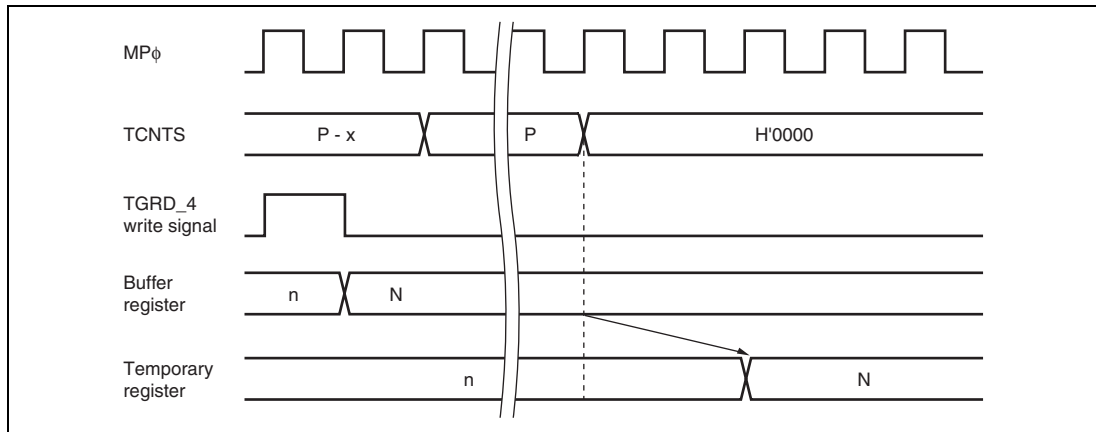 MPϕ
TCNTS
P - x
P
H'0000
TGRD_4
write signal
Buffer
register
n
N
Temporary
register
n
N